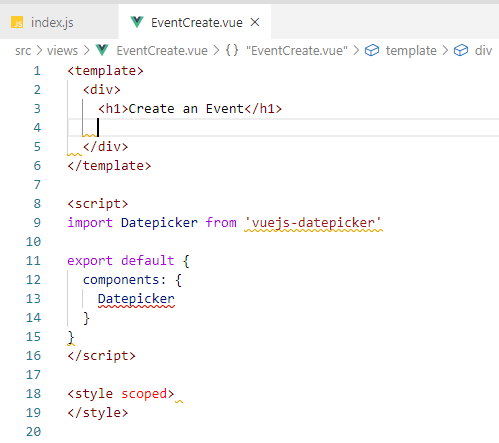 JS index.js EventCreate.vue ×
src > views > EventCreate.vue > {} "EventCreate.vue" > template > div
1 <template>
2 <div>
3 <h1>Create an Event</h1>
4
5 </div>
6 </template>
7
8 <script>
9 import Datepicker from 'vuejs-datepicker'
10
11 export default {
12 components: {
13 Datepicker
14 }
15 }
16 </script>
17
18 <style scoped>
19 </style>
20